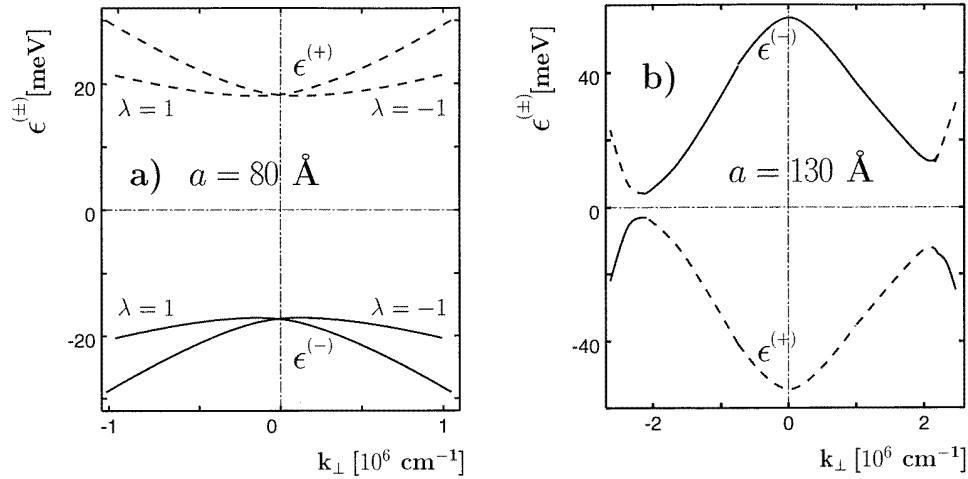 ϵ^(±) [meV]
20
0
-20
ϵ^(+)
λ = 1
λ = -1
a) a = 80 Å
λ = 1
λ = -1
ϵ^(-)
-1
0
1
k⊥ [10^6 cm^-1]
ϵ^(±) [meV]
40
0
-40
b)
ϵ^(-)
a = 130 Å
ϵ^(+)
-2
0
2
k⊥ [10^6 cm^-1]